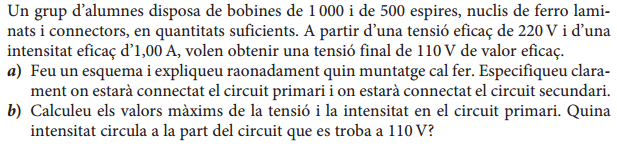 Un grup d'alumnes disposa de bobines de 1 000 i de 500 espires, nuclis de ferro lami-
nats i connectors, en quantitats suficients. A partir d'una tensió eficaç de 220 V i d'una
intensitat eficaç d'1,00 A, volen obtenir una tensió final de 110 V de valor eficaç.
a) Feu un esquema i expliqueu raonadament quin muntatge cal fer. Especifiqueu clara-
ment on estarà connectat el circuit primari i on estarà connectat el circuit secundari.
b) Calculeu els valors màxims de la tensió i la intensitat en el circuit primari. Quina
intensitat circula a la part del circuit que es troba a 110 V?